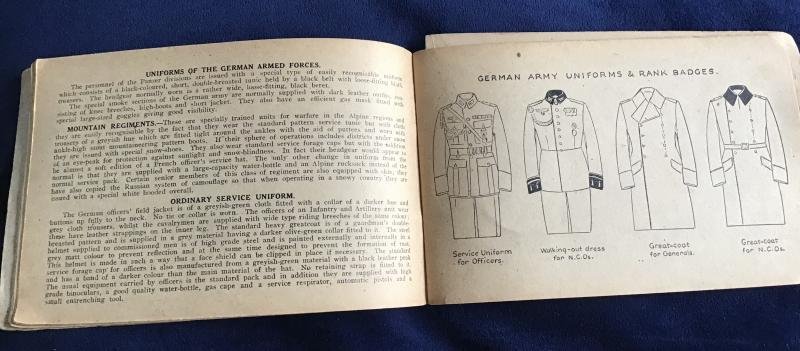 UNIFORMS OF THE GERMAN ARMED FORCES.
The personnel of the Panzer divisions are issued with a special type of easily recognisable uniform
which consists of a black-coloured, short, double-breasted tunic held by a black belt with loose-fitting black
trousers. The headgear normally worn is a rather wide, loose-fitting, black beret.
The special smoke sections of the German army are normally supplied with dark leather outfits, con-
sisting of knee breeches, high-boots and short jacket. They also have an efficient gas mask fitted with
special large-sized goggles giving good visibility.
MOUNTAIN REGIMENTS.—These are specially trained units for warfare in the Alpine regions and
they are easily recognisable by the fact they wear the standard pattern service tunic but with cloth
trousers of a greyish hue which are fitted tight around the ankles with the aid of puttees and worn with
ankle-high stout mountaineering pattern boots. If their sphere of operations includes districts under snow
they are issued with special snow-shoes. They also wear standard service forage caps but with the addition
of an eye-peak for protection against sunlight and snow-blindness. In fact their headgear would appear to
be almost a soft edition of a French officer's service hat. The only other change in uniform from the
normal is that they are supplied with a large-capacity water-bottle and an Alpine rucksack instead of the
normal service pack. Certain senior members of this class of regiment are also equipped with skis; they
have also copied the Russian system of camouflage so that when operating in a snowy country they are
issued with a special white hooded overall.
ORDINARY SERVICE UNIFORM.
The German officers' field jacket is of a greyish-green cloth fitted with a collar of a darker hue and
buttons up fully to the neck. No tie or collar is worn. The officers of an Infantry and Artillery unit wear
grey cloth trousers, whilst the cavalrymen are supplied with wide type riding breeches of the same colour;
these have leather strappings on the inner leg. The standard heavy greatcoat is of a guardsman's double-
breasted pattern and is supplied in a grey material having a darker olive-green collar fitted to it. The steel
helmet supplied to commissioned men is of high grade steel and is painted externally and internally in a
grey matt colour to prevent reflection and at the same time designed to prevent the formation of rust.
This helmet is made in such a way that a face shield can be clipped in place if necessary. The standard
service forage cap for officers is also manufactured from a greyish-green material with a black leather peak
and has a band of a darker colour than the main material of the hat. No retaining strap is fitted to it.
The usual equipment carried by officers is the standard pack and in addition they are supplied with high
grade binoculars, a good quality water-bottle, gas cape and a service respirator, automatic pistols and a
small entrenching tool.
GERMAN ARMY UNIFORMS & RANK BADGES.
Service Uniform
for Officers.
Walking-out dress
for N.C.Os.
Great-coat
for Generals.
Great-coat
for N.C.Os.